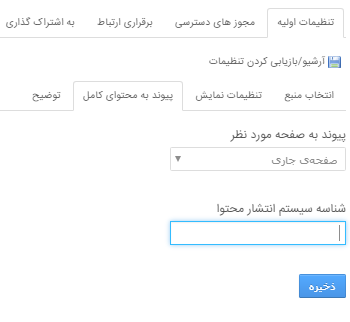 تنظیمات اولیه مجوز های دسترسی برقراری ارتباط به اشتراک گذاری
آرشیو/بازیابی کردن تنظیمات
انتخاب منبع تنظیمات نمایش پیوند به محتوای کامل توضیح
پیوند به صفحه مورد نظر
صفحه‌ی جاری
شناسه سیستم انتشار محتوا
ذخیره